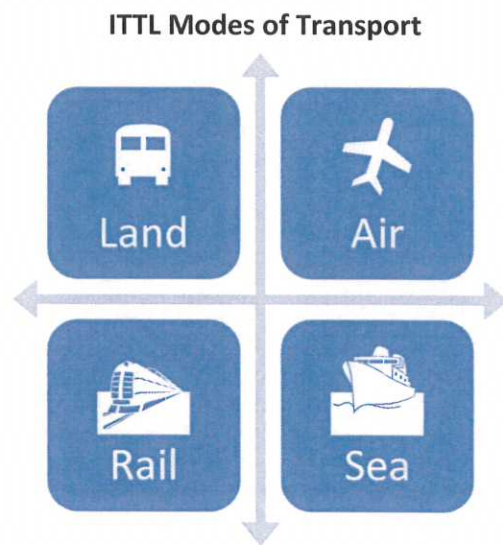 ITTL Modes of Transport
Land
Air
Rail
Sea